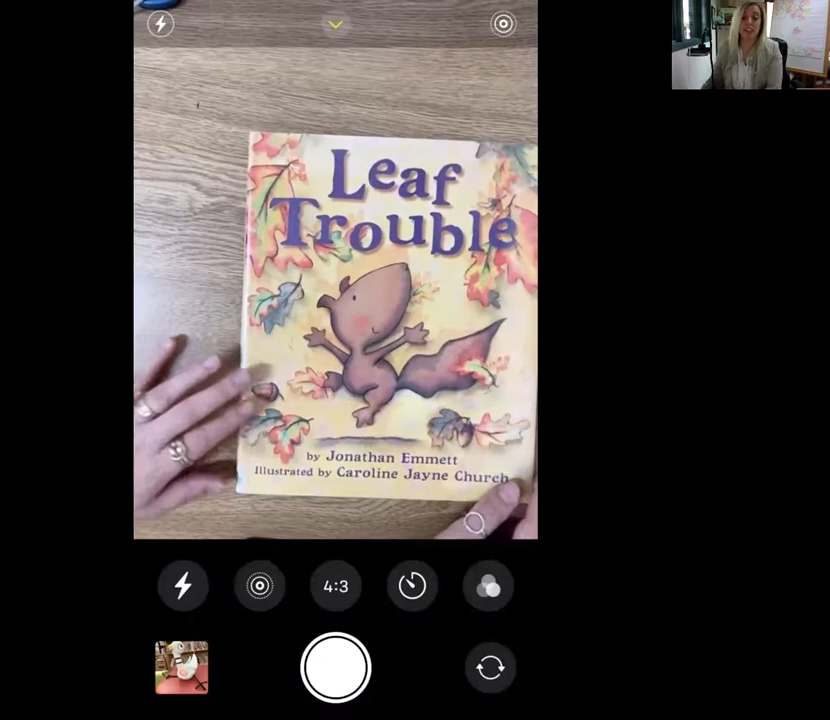 Leaf
Trouble
by Jonathan Emmett
Illustrated by Caroline Jayne Church
4:3